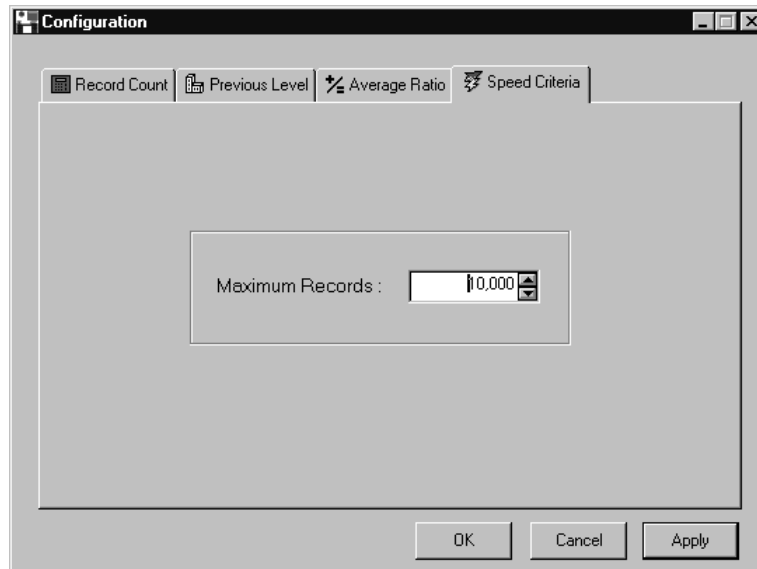 Configuration
Record Count Previous Level Average Ratio Speed Criteria
Maximum Records : 10,000
OK Cancel Apply